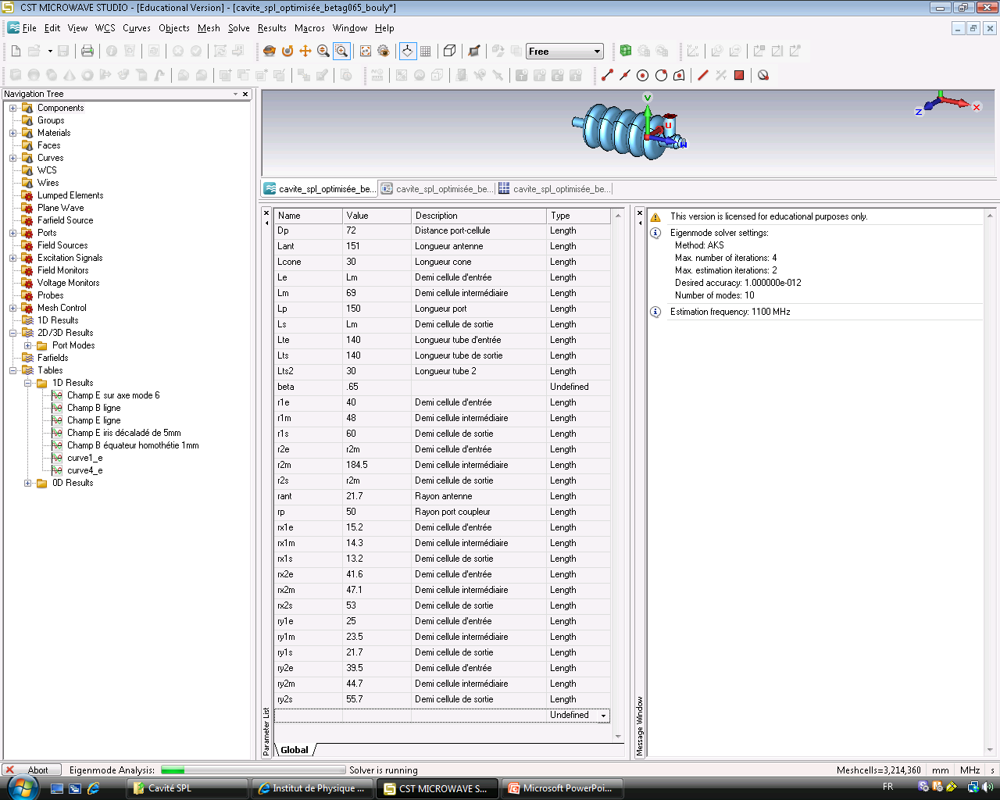 CST MICROWAVE STUDIO - [Educational Version] - [cavite_spl_optimisée_betag065_bouly*]
File Edit View WCS Curves Objects Mesh Solve Results Macros Window Help
Free
Navigation Tree
Components
Groups
Materials
Faces
Curves
WCS
Wires
Lumped Elements
Plane Wave
Farfield Source
Ports
Field Sources
Excitation Signals
Field Monitors
Voltage Monitors
Probes
Mesh Control
1D Results
2D/3D Results
Port Modes
Farfields
Tables
1D Results
Champ E sur axe mode 6
Champ B ligne
Champ E ligne
Champ E iris décaladé de 5mm
Champ B équateur homothétie 1mm
curve1_e
curve4_e
0D Results
V
U
W
Z
X
cavite_spl_optimisée_be... cavite_spl_optimisée_be... cavite_spl_optimisée_be...
Name Value Description Type
Dp 72 Distance port-cellule Length
Lant 151 Longueur antenne Length
Lcone 30 Longueur cone Length
Le Lm Demi cellule d'entrée Length
Lm 69 Demi cellule intermédiaire Length
Lp 150 Longueur port Length
Ls Lm Demi cellule de sortie Length
Lte 140 Longueur tube d'entrée Length
Lts 140 Longueur tube de sortie Length
Lts2 30 Longueur tube 2 Length
beta .65 Undefined
r1e 40 Demi cellule d'entrée Length
r1m 48 Demi cellule intermédiaire Length
r1s 60 Demi cellule de sortie Length
r2e r2m Demi cellule d'entrée Length
r2m 184.5 Demi cellule intermédiaire Length
r2s r2m Demi cellule de sortie Length
rant 21.7 Rayon antenne Length
rp 50 Rayon port coupleur Length
rx1e 15.2 Demi cellule d'entrée Length
rx1m 14.3 Demi cellule intermédiaire Length
rx1s 13.2 Demi cellule de sortie Length
rx2e 41.6 Demi cellule d'entrée Length
rx2m 47.1 Demi cellule intermédiaire Length
rx2s 53 Demi cellule de sortie Length
ry1e 25 Demi cellule d'entrée Length
ry1m 23.5 Demi cellule intermédiaire Length
ry1s 21.7 Demi cellule de sortie Length
ry2e 39.5 Demi cellule d'entrée Length
ry2m 44.7 Demi cellule intermédiaire Length
ry2s 55.7 Demi cellule de sortie Length
Undefined
Parameter List
Global
This version is licensed for educational purposes only.
Eigenmode solver settings:
Method: AKS
Max. number of iterations: 4
Max. estimation iterations: 2
Desired accuracy: 1.000000e-012
Number of modes: 10
Estimation frequency: 1100 MHz
Message Window
Abort Eigenmode Analysis: Solver is running Meshcells=3,214,360 mm MHz s
Cavité SPL Institut de Physique ... CST MICROWAVE S... Microsoft PowerPoi... FR